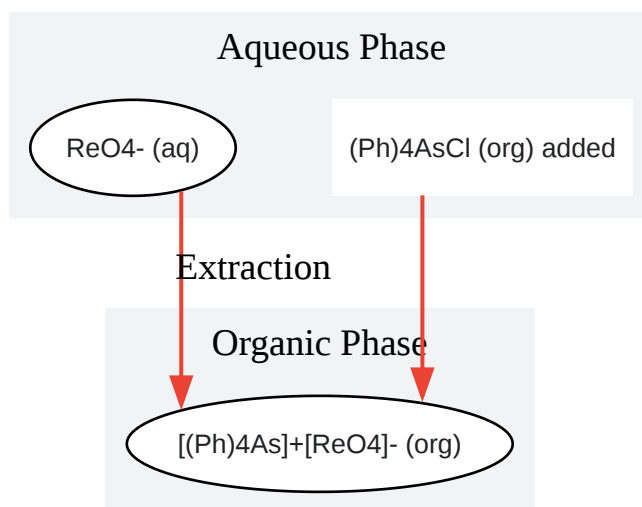 Aqueous Phase
ReO4- (aq)
(Ph)4AsCl (org) added
Extraction
Organic Phase
[(Ph)4As]+[ReO4]- (org)